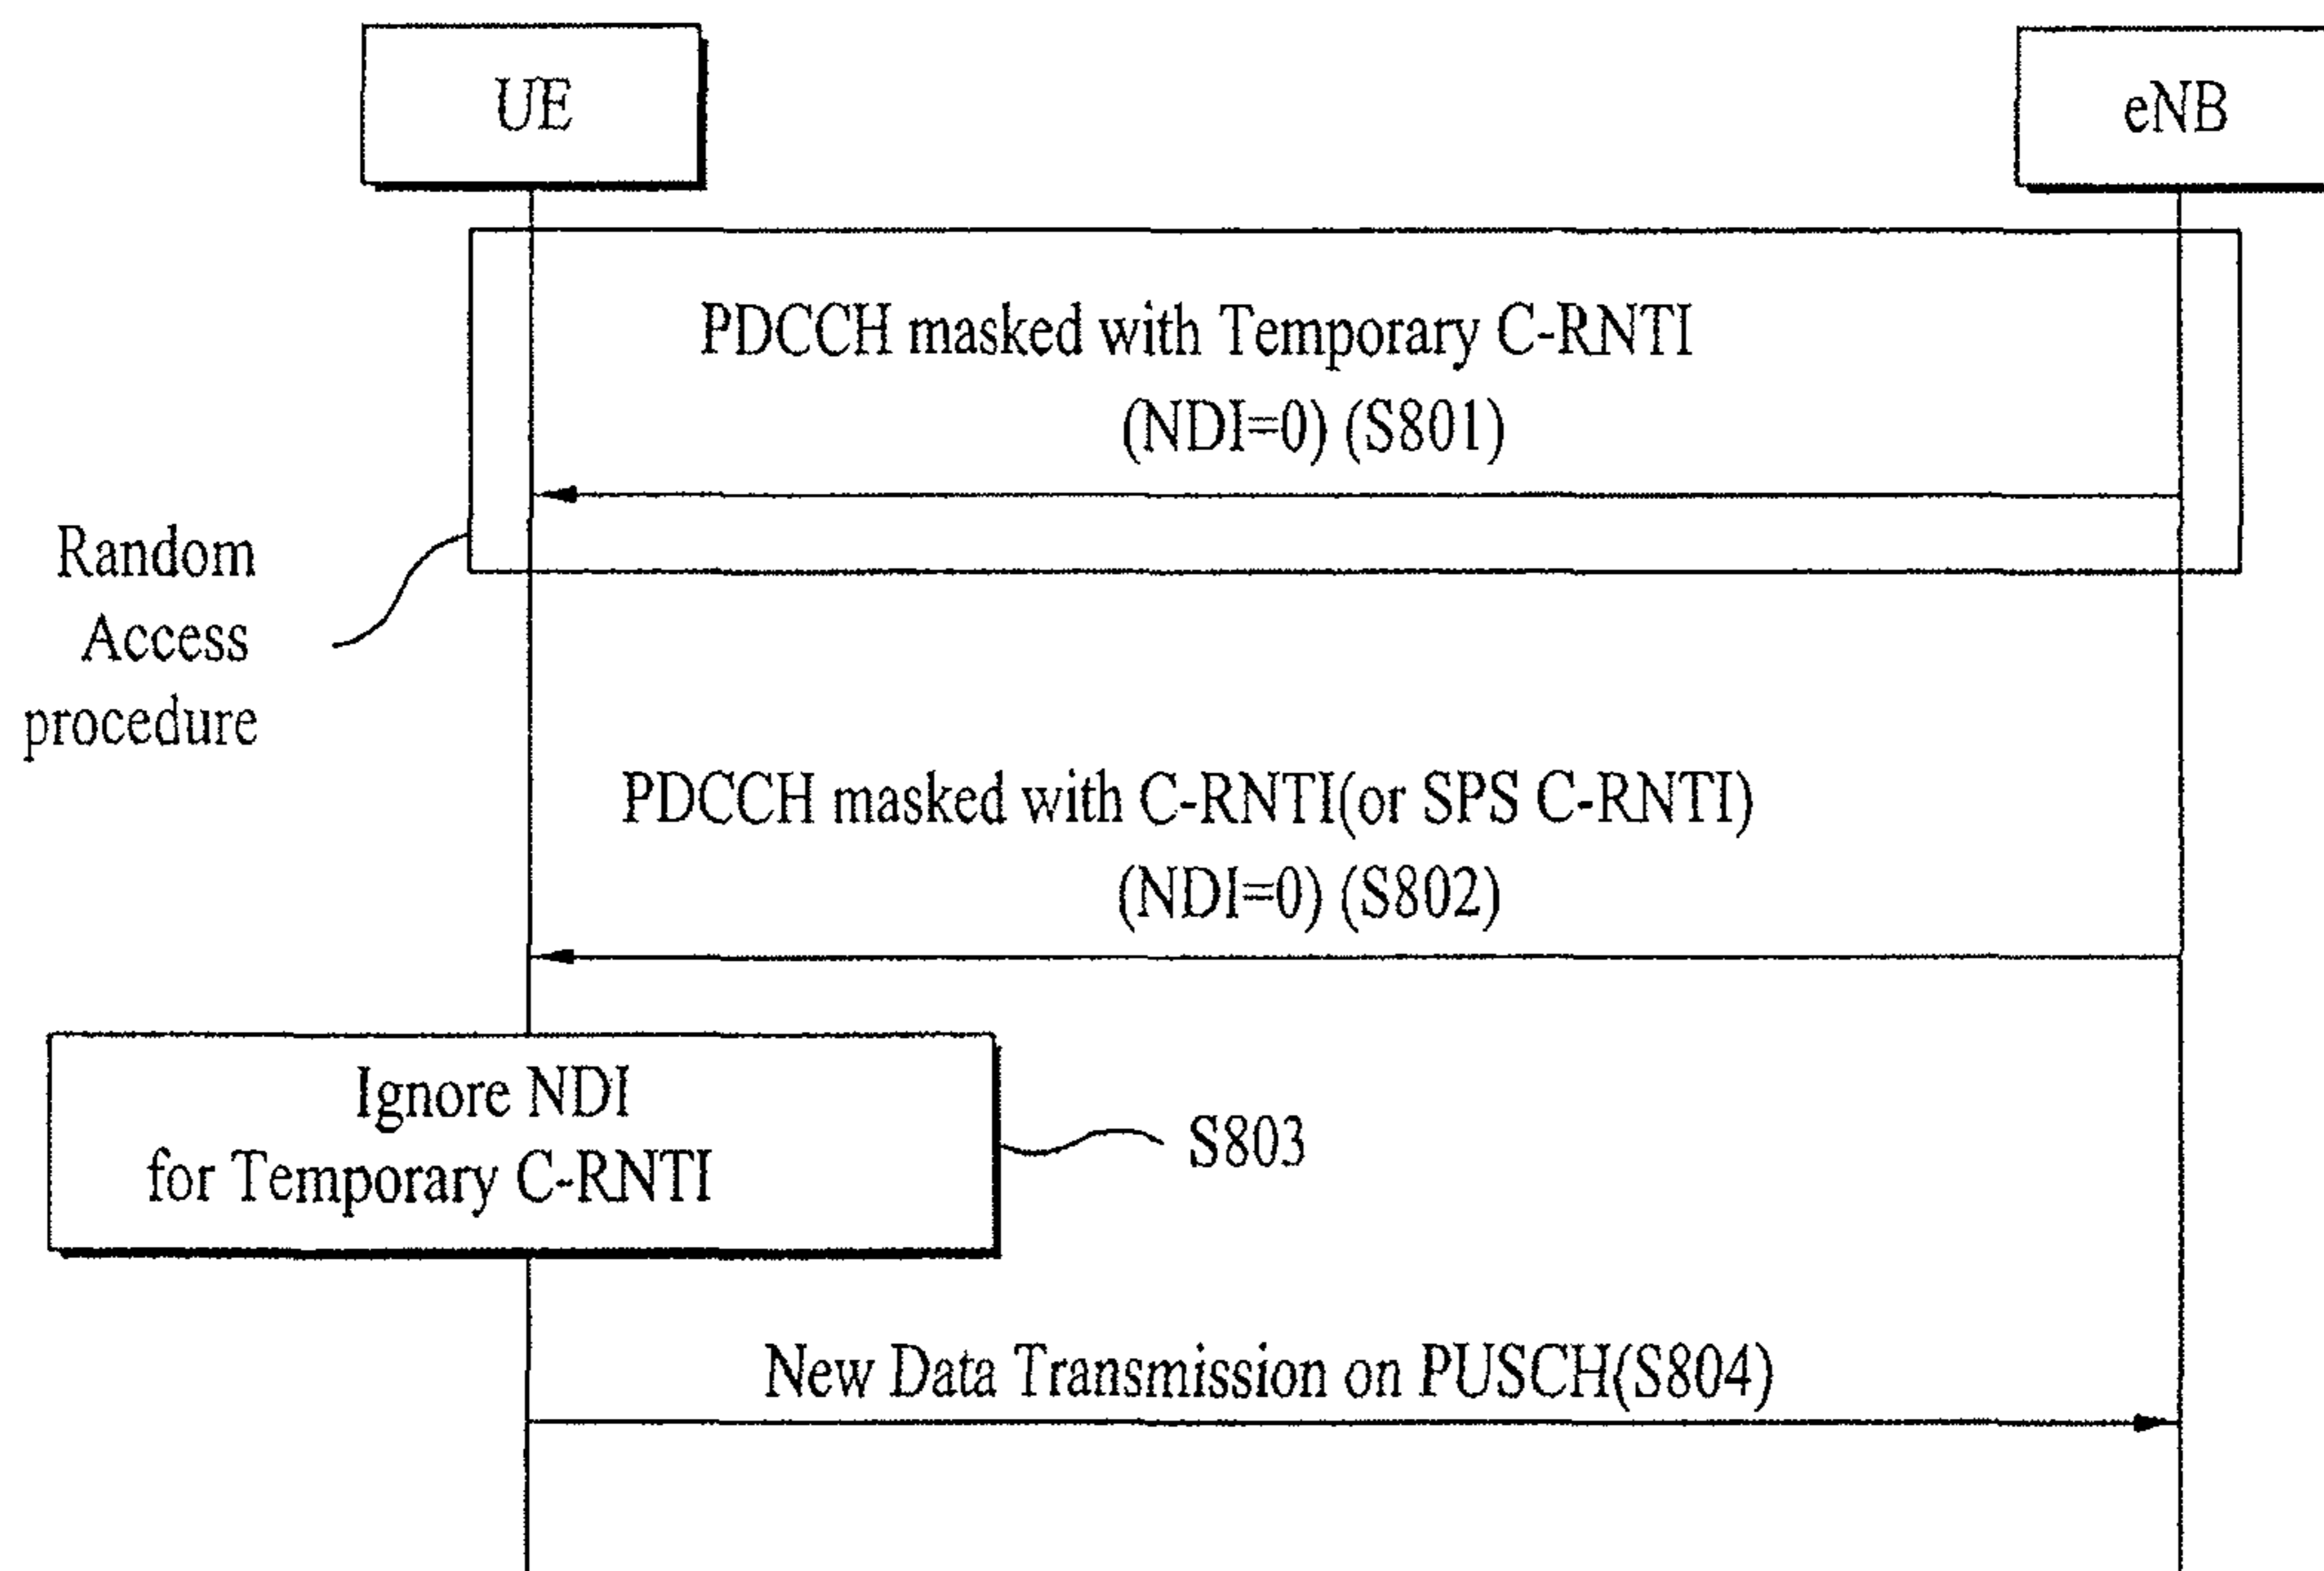 UE
eNB
PDCCH masked with Temporary C-RNTI
(NDI=0) (S801)
Random
Access
procedure
PDCCH masked with C-RNTI(or SPS C-RNTI)
(NDI=0) (S802)
Ignore NDI
for Temporary C-RNTI
S803
New Data Transmission on PUSCH(S804)